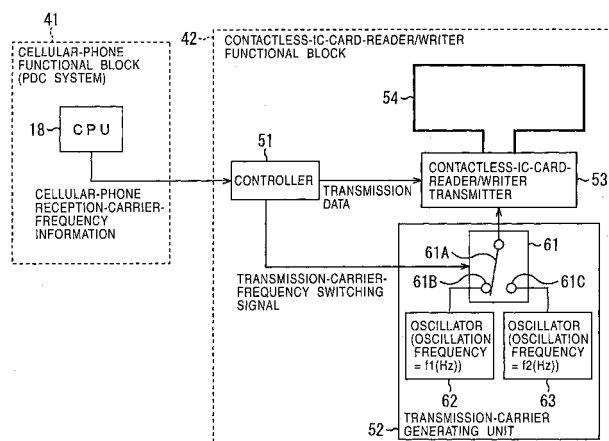 41
CELLULAR-PHONE
FUNCTIONAL BLOCK
(PDC SYSTEM)
18
CPU
CELLULAR-PHONE
RECEPTION-CARRIER-
FREQUENCY
INFORMATION
42
CONTACTLESS-IC-CARD-READER/WRITER
FUNCTIONAL BLOCK
54
51
CONTROLLER
TRANSMISSION
DATA
CONTACTLESS-IC-CARD-
READER/WRITER
TRANSMITTER
53
TRANSMISSION-CARRIER-
FREQUENCY SWITCHING
SIGNAL
61A
61
61B
61C
OSCILLATOR
(OSCILLATION
FREQUENCY
= f1(Hz))
62
OSCILLATOR
(OSCILLATION
FREQUENCY
= f2(Hz))
63
52
TRANSMISSION-CARRIER
GENERATING UNIT